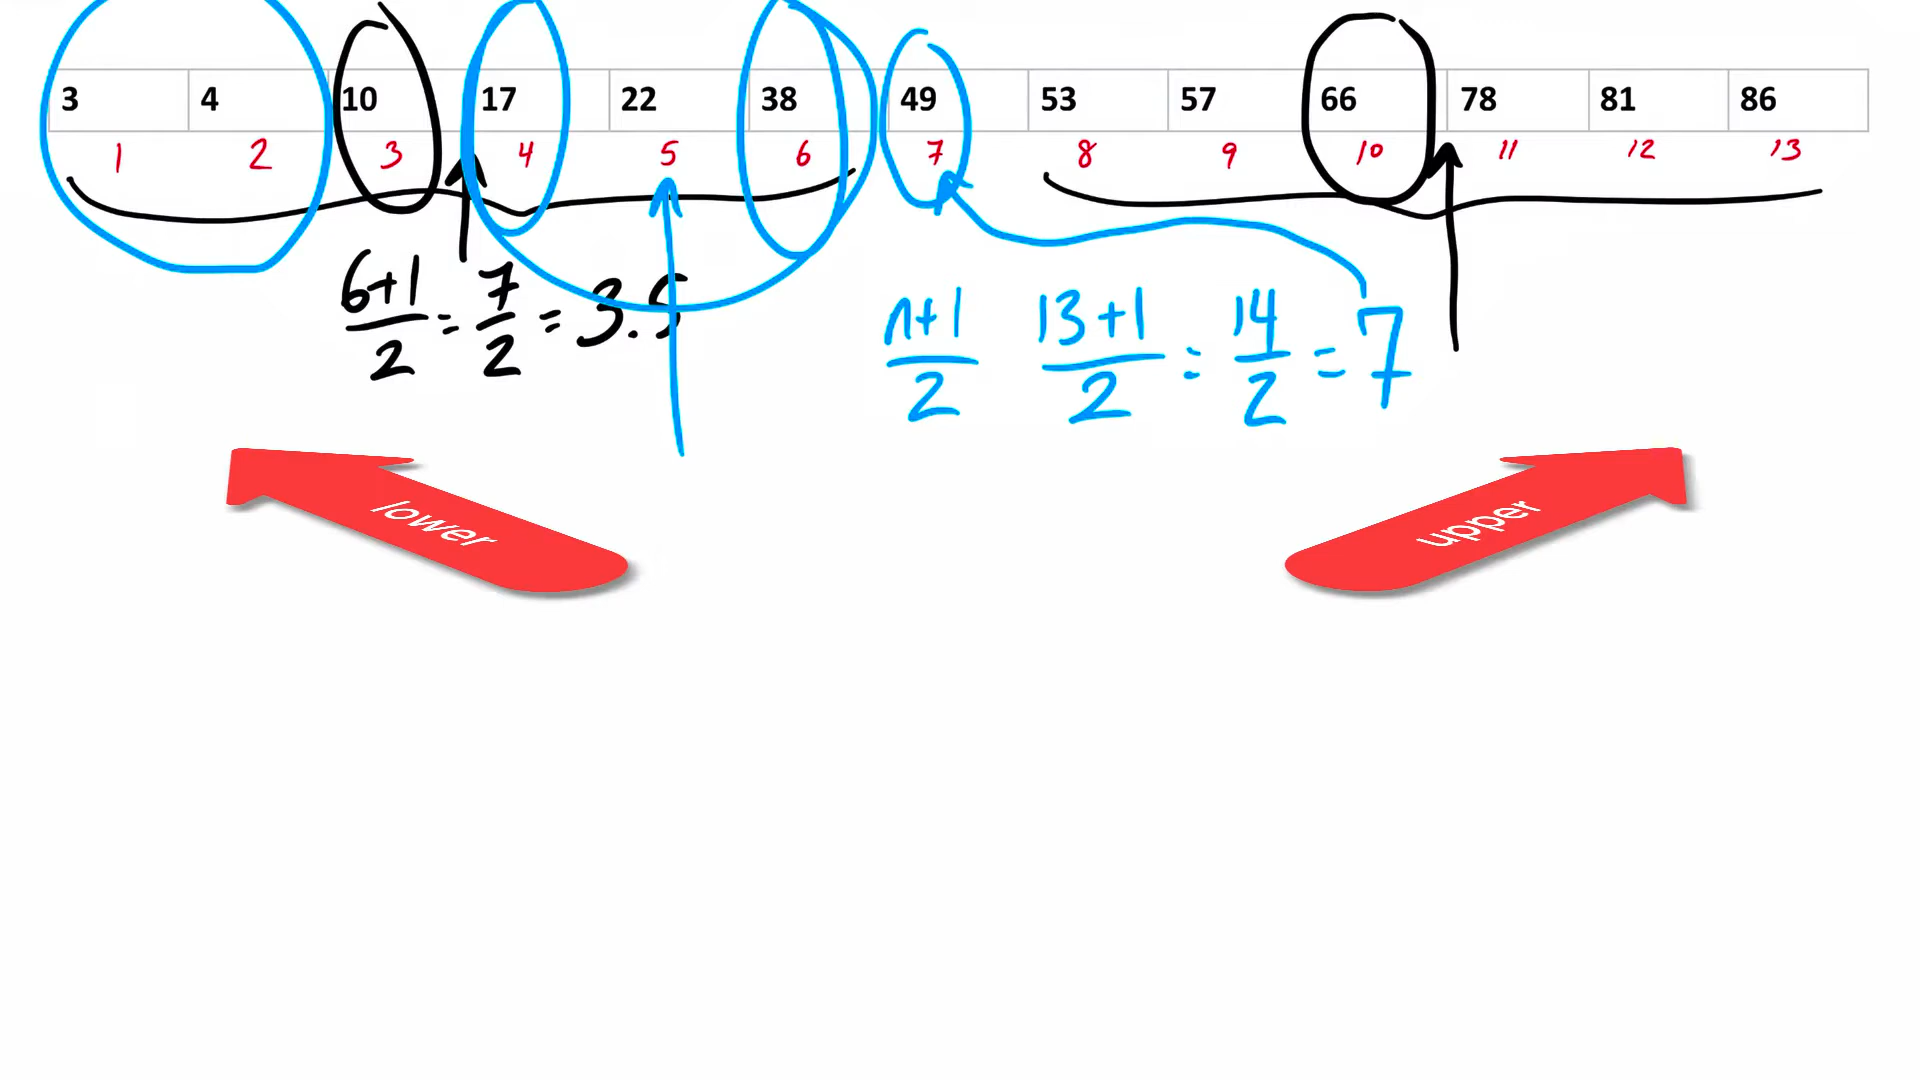 3 4 10 17 22 38 49 53 57 66 78 81 86
1 2 3 4 5 6 7 8 9 10 11 12 13
6+1/2 = 7/2 = 3.5
n+1/2 13+1/2 = 14/2 = 7
lower
upper